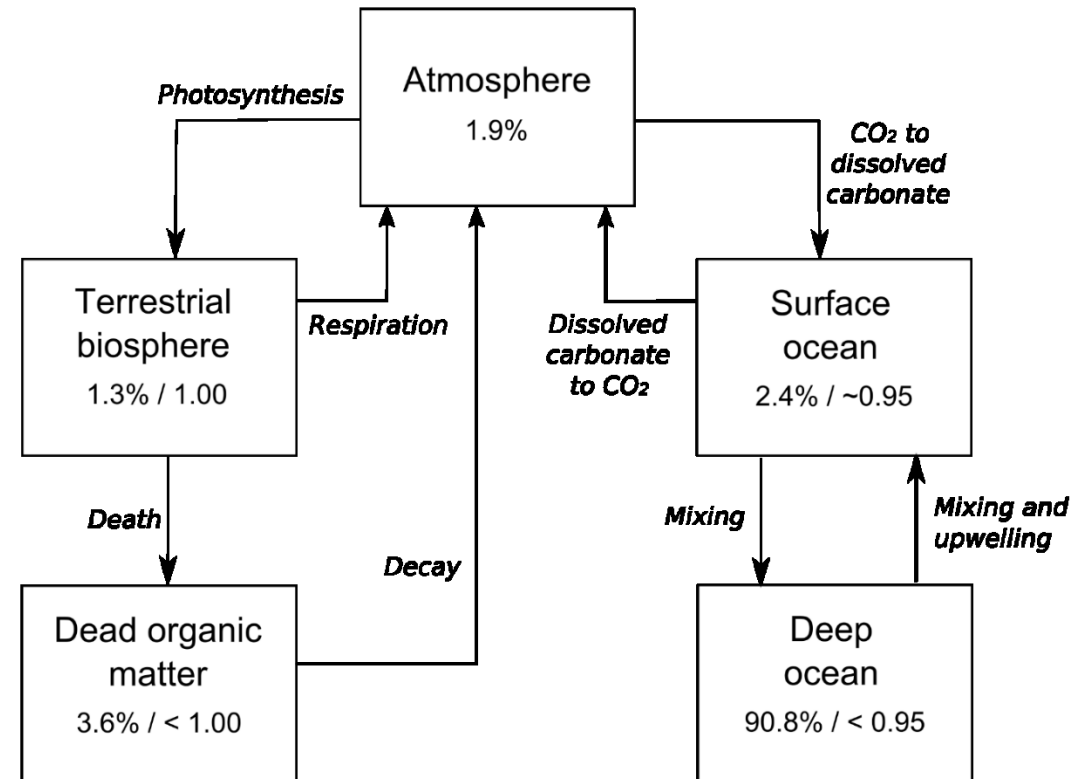 Atmosphere
1.9%
Photosynthesis
CO₂ to
dissolved
carbonate
Terrestrial
biosphere
1.3% / 1.00
Respiration
Dissolved
carbonate
to CO₂
Surface
ocean
2.4% / ~0.95
Death
Decay
Mixing
Mixing and
upwelling
Dead organic
matter
3.6% / < 1.00
Deep
ocean
90.8% / < 0.95